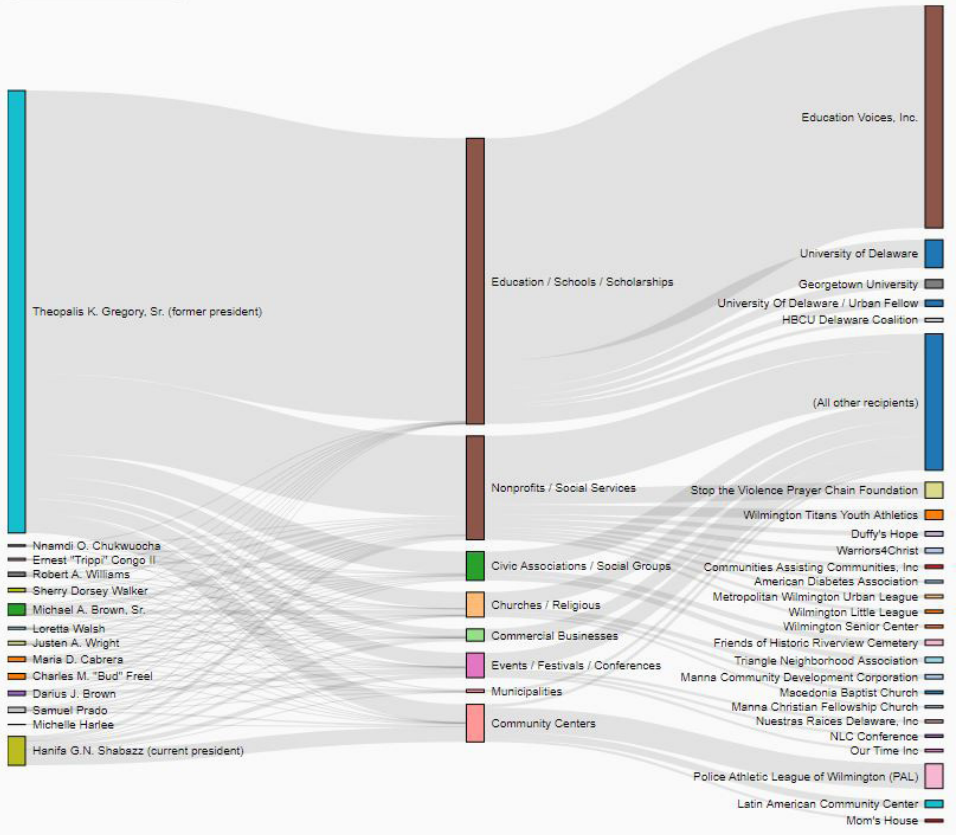 Theopalis K. Gregory, Sr. (former president)
Nnamdi O. Chukwuocha
Ernest "Trippi" Congo II
Robert A. Williams
Sherry Dorsey Walker
Michael A. Brown, Sr.
Loretta Walsh
Justen A. Wright
Maria D. Cabrera
Charles M. "Bud" Freel
Darius J. Brown
Samuel Prado
Michelle Harlee
Hanifa G.N. Shabazz (current president)
Education / Schools / Scholarships
Nonprofits / Social Services
Civic Associations / Social Groups
Churches / Religious
Commercial Businesses
Events / Festivals / Conferences
Municipalities
Community Centers
Education Voices, Inc.
University of Delaware
Georgetown University
University Of Delaware / Urban Fellow
HBCU Delaware Coalition
(All other recipients)
Stop the Violence Prayer Chain Foundation
Wilmington Titans Youth Athletics
Duffy's Hope
Warriors4Christ
Communities Assisting Communities, Inc
American Diabetes Association
Metropolitan Wilmington Urban League
Wilmington Little League
Wilmington Senior Center
Friends of Historic Riverview Cemetery
Triangle Neighborhood Association
Manna Community Development Corporation
Macedonia Baptist Church
Manna Christian Fellowship Church
Nuestras Raices Delaware, Inc
NLC Conference
Our Time Inc
Police Athletic League of Wilmington (PAL)
Latin American Community Center
Mom's House